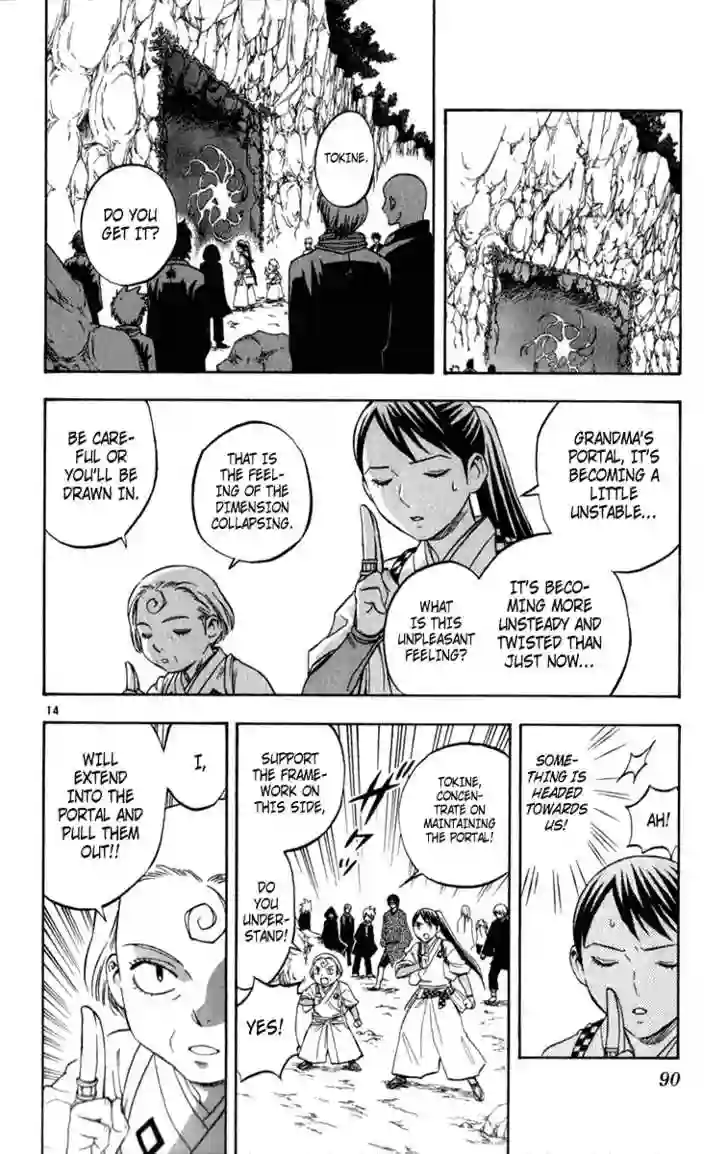 TOKINE.
DO YOU
GET IT?
GRANDMA'S
PORTAL, IT'S
BECOMING A
LITTLE
UNSTABLE...
IT'S BECO-
MING MORE
UNSTEADY AND
TWISTED THAN
JUST NOW...
WHAT
IS THIS
UNPLEASANT
FEELING?
THAT IS
THE FEEL-
ING OF THE
DIMENSION
COLLAPSING.
BE CARE-
FUL OR
YOU'LL BE
DRAWN IN.
14
AH!
SOME-
THING IS
HEADED
TOWARDS
US!
TOKINE,
CONCEN-
TRATE ON
MAINTAINING
THE PORTAL!
SUPPORT
THE FRAME-
WORK ON
THIS SIDE,
DO
YOU
UNDER-
STAND!
YES!
I,
WILL
EXTEND
INTO THE
PORTAL AND
PULL THEM
OUT!!
90